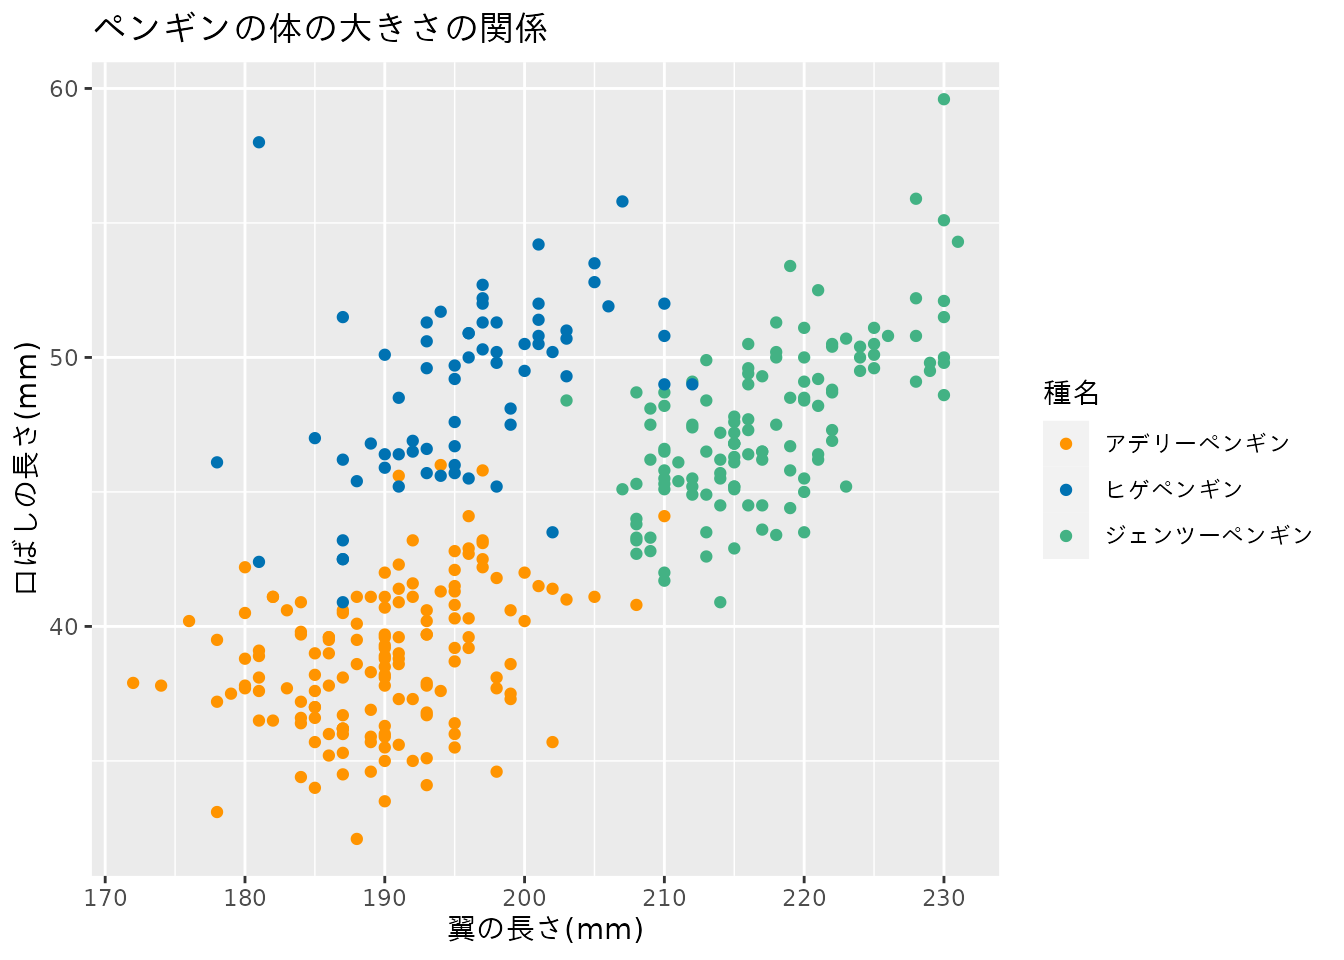 ペンギンの体の大きさの関係
60
50
40
口ばしの長さ(mm)
170 180 190 200 210 220 230
翼の長さ(mm)
種名
アデリーペンギン
ヒゲペンギン
ジェンツーペンギン